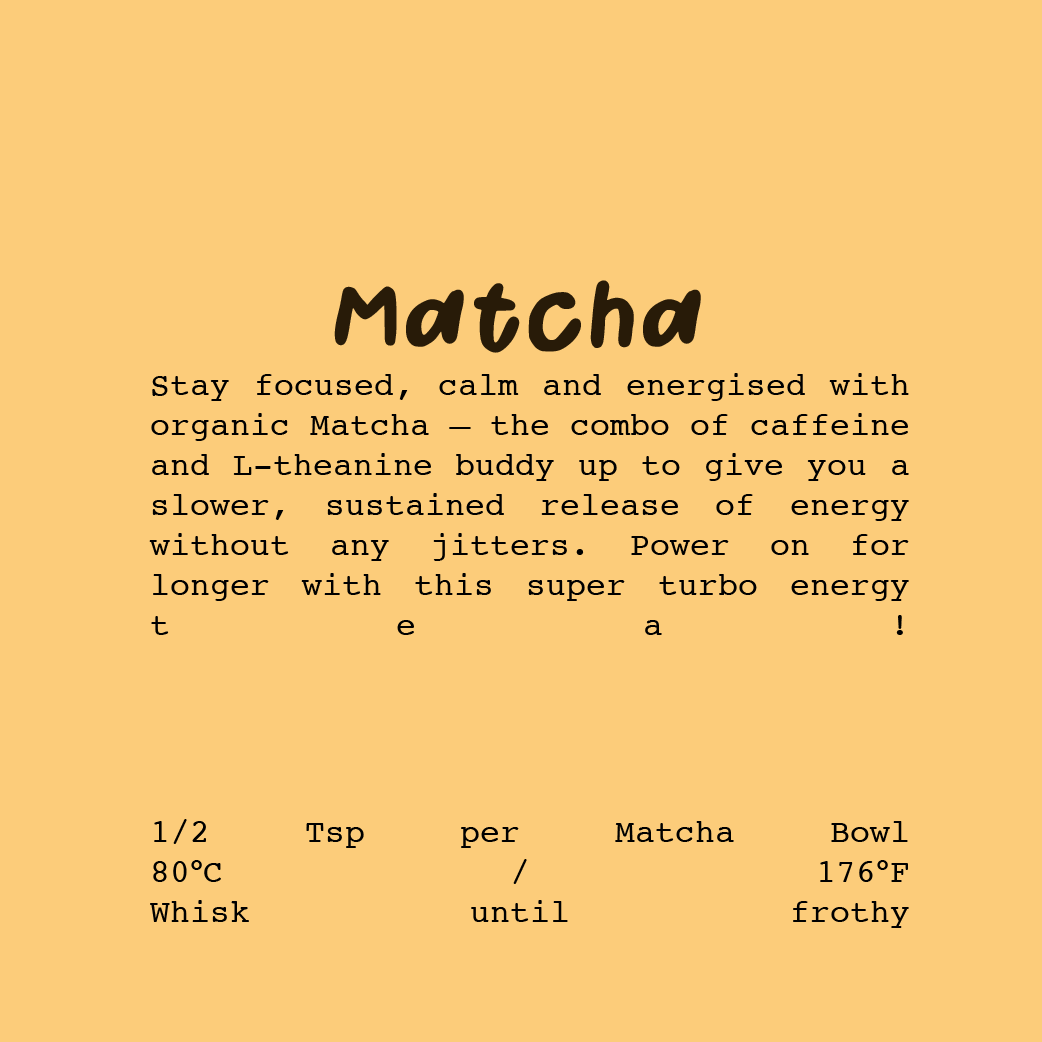 Matcha
Stay focused, calm and energised with
organic Matcha – the combo of caffeine
and L-theanine buddy up to give you a
slower, sustained release of energy
without any jitters. Power on for
longer with this super turbo energy
tea!
1/2 Tsp per Matcha Bowl
80°C / 176°F
Whisk until frothy